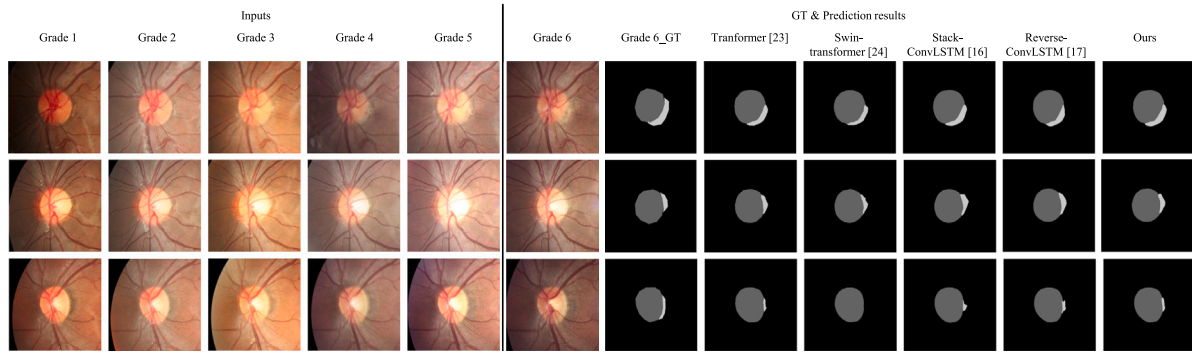 Inputs
GT & Prediction results
Grade 1
Grade 2
Grade 3
Grade 4
Grade 5
Grade 6
Grade 6_GT
Tranformer [23]
Swin-
transformer [24]
Stack-
ConvLSTM [16]
Reverse-
ConvLSTM [17]
Ours